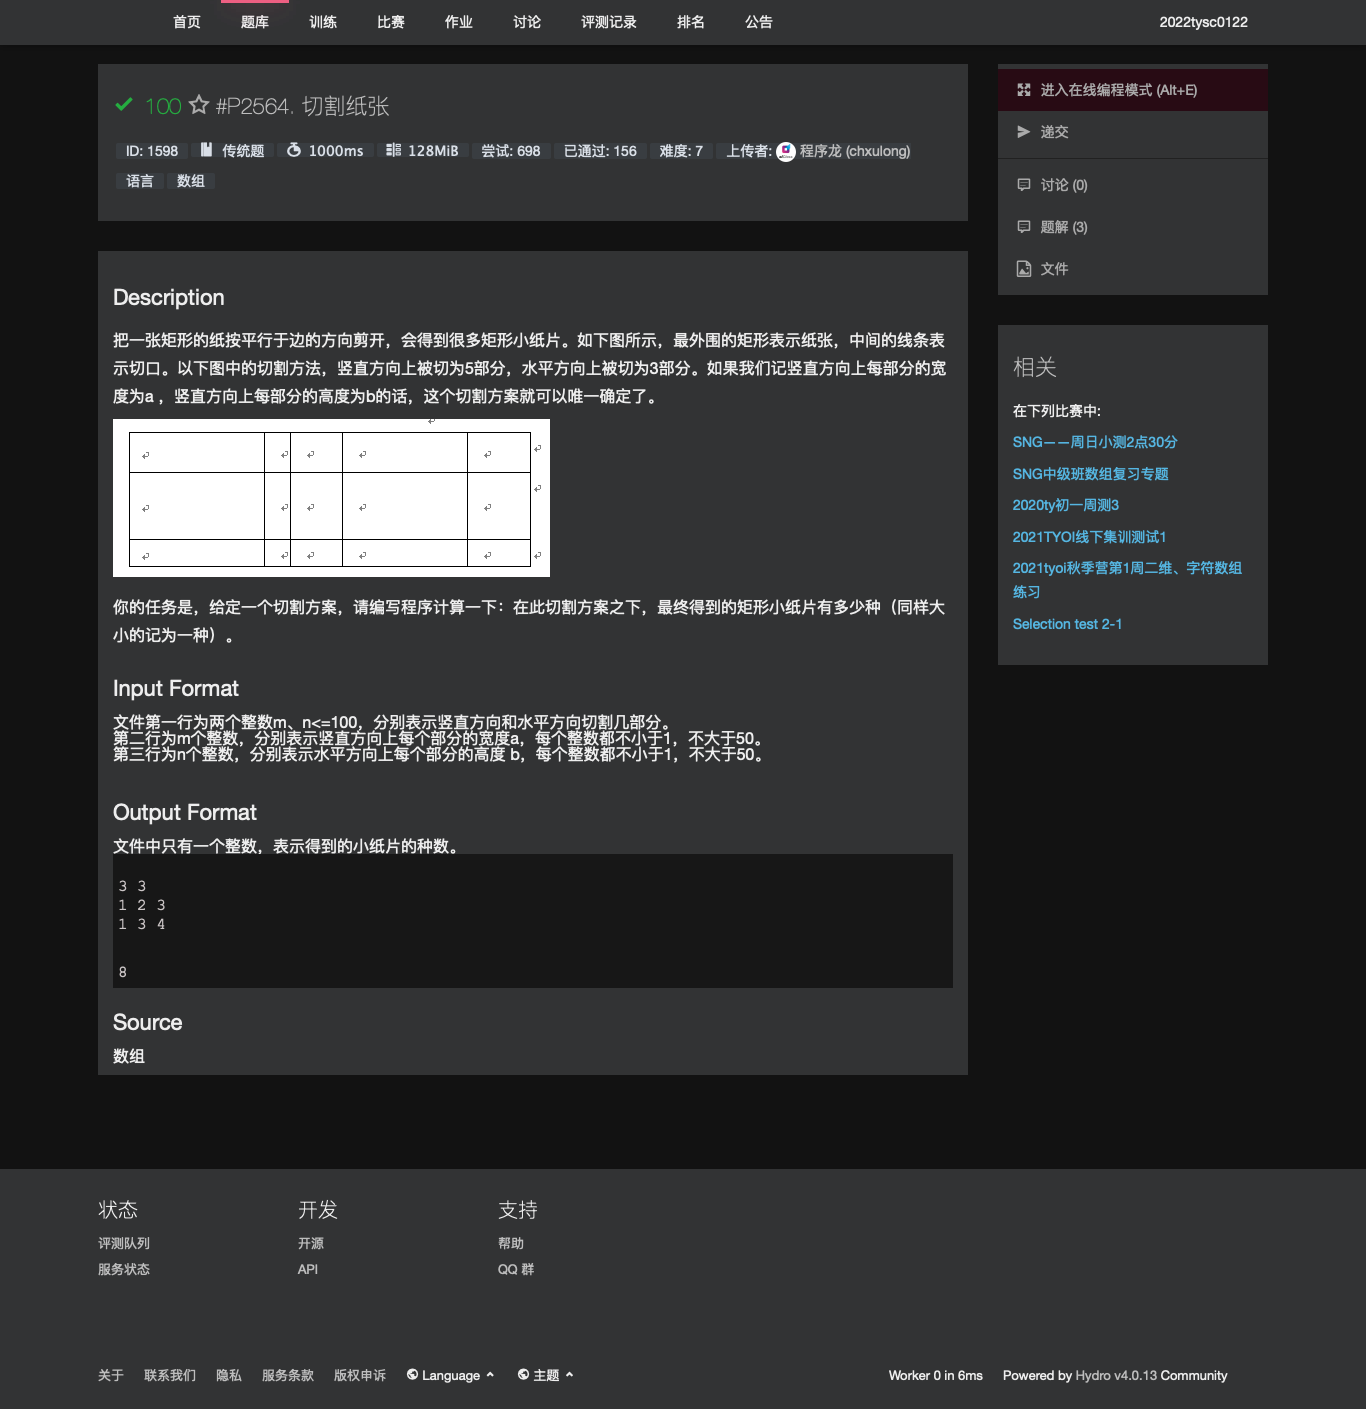 首页 题库 训练 比赛 作业 讨论 评测记录 排名 公告 2022tysc0122
100 #P2564. 切割纸张
ID: 1598 传统题 1000ms 128MiB 尝试: 698 已通过: 156 难度: 7 上传者: 程序龙 (chxulong)
语言 数组
进入在线编程模式 (Alt+E)
递交
讨论 (0)
题解 (3)
文件
Description
把一张矩形的纸按平行于边的方向剪开，会得到很多矩形小纸片。如下图所示，最外围的矩形表示纸张，中间的线条表
示切口。以下图中的切割方法，竖直方向上被切为5部分，水平方向上被切为3部分。如果我们记竖直方向上每部分的宽
度为a，竖直方向上每部分的高度为b的话，这个切割方案就可以唯一确定了。
你的任务是，给定一个切割方案，请编写程序计算一下：在此切割方案之下，最终得到的矩形小纸片有多少种（同样大
小的记为一种）。
Input Format
文件第一行为两个整数m、n<=100，分别表示竖直方向和水平方向切割几部分。
第二行为m个整数，分别表示竖直方向上每个部分的宽度a，每个整数都不小于1，不大于50。
第三行为n个整数，分别表示水平方向上每个部分的高度 b，每个整数都不小于1，不大于50。
Output Format
文件中只有一个整数，表示得到的小纸片的种数。
3 3
1 2 3
1 3 4
8
Source
数组
相关
在下列比赛中:
SNG——周日小测2点30分
SNG中级班数组复习专题
2020ty初一周测3
2021TYOI线下集训测试1
2021tyoi秋季营第1周二维、字符数组
练习
Selection test 2-1
状态 开发 支持
评测队列 开源 帮助
服务状态 API QQ 群
关于 联系我们 隐私 服务条款 版权申诉 Language 主题 Worker 0 in 6ms Powered by Hydro v4.0.13 Community